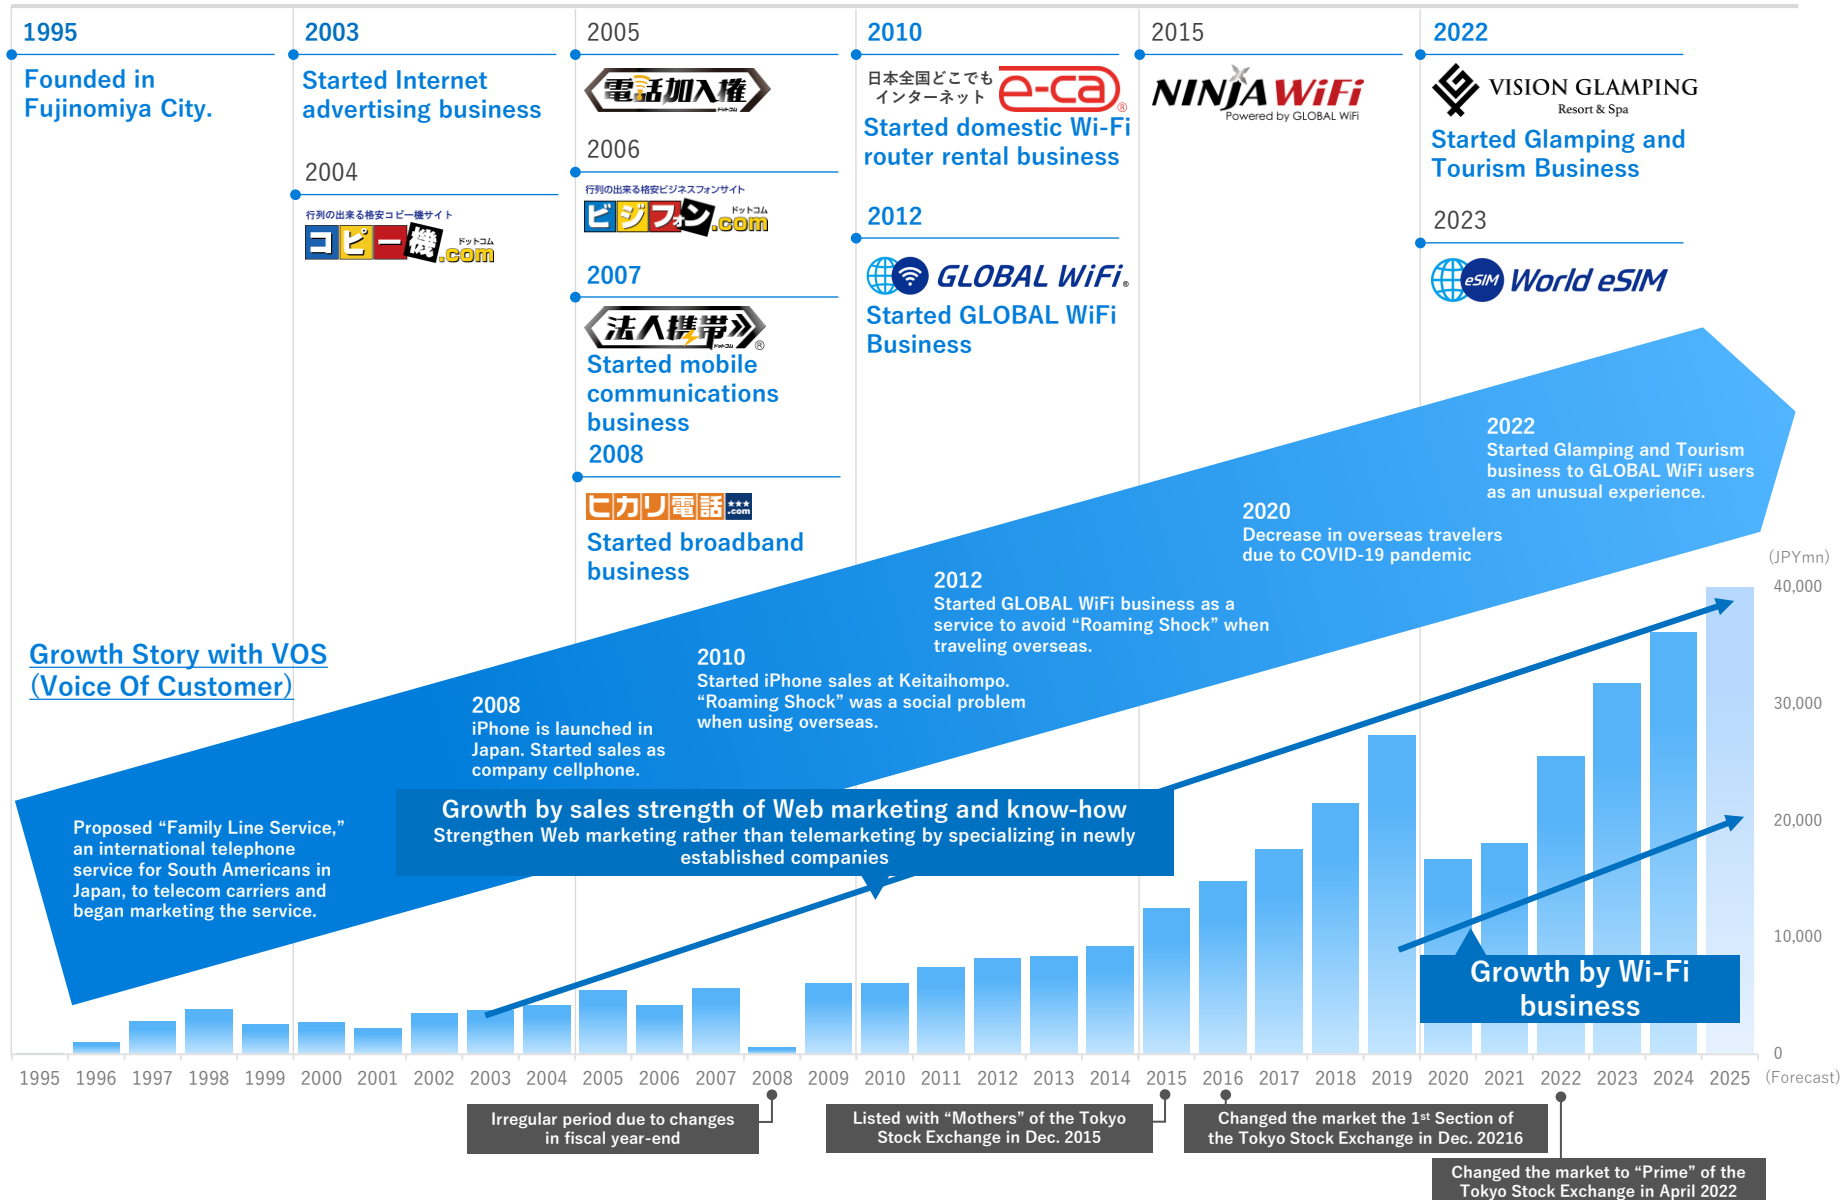 1995
Founded in
Fujinomiya City.
2003
Started Internet
advertising business
2004
行列の出来る格安コピー機サイト
コピー機.com
ドットコム
2005
電話加入権
ドットコム
2006
行列の出来る格安ビジネスフォンサイト
ビジフォン.com
ドットコム
2007
法人携帯
ドットコム
®
Started mobile
communications
business
2008
ヒカリ電話.com
Started broadband
business
2010
日本全国どこでも
インターネット
e-ca®
Started domestic Wi-Fi
router rental business
2012
GLOBAL WiFi®
Started GLOBAL WiFi
Business
2015
NINJA WiFi
Powered by GLOBAL WiFi
2022
VISION GLAMPING
Resort & Spa
Started Glamping and
Tourism Business
2023
eSIM
World eSIM
Growth Story with VOS
(Voice Of Customer)
Proposed “Family Line Service,”
an international telephone
service for South Americans in
Japan, to telecom carriers and
began marketing the service.
2008
iPhone is launched in
Japan. Started sales as
company cellphone.
2010
Started iPhone sales at Keitaihompo.
“Roaming Shock” was a social problem
when using overseas.
2012
Started GLOBAL WiFi business as a
service to avoid “Roaming Shock” when
traveling overseas.
2020
Decrease in overseas travelers
due to COVID-19 pandemic
2022
Started Glamping and Tourism
business to GLOBAL WiFi users
as an unusual experience.
Growth by sales strength of Web marketing and know-how
Strengthen Web marketing rather than telemarketing by specializing in newly
established companies
Growth by Wi-Fi
business
(JPYmn)
40,000
30,000
20,000
10,000
0
1995 1996 1997 1998 1999 2000 2001 2002 2003 2004 2005 2006 2007 2008 2009 2010 2011 2012 2013 2014 2015 2016 2017 2018 2019 2020 2021 2022 2023 2024 2025 (Forecast)
Irregular period due to changes
in fiscal year-end
Listed with “Mothers” of the Tokyo
Stock Exchange in Dec. 2015
Changed the market the 1st Section of
the Tokyo Stock Exchange in Dec. 20216
Changed the market to “Prime” of the
Tokyo Stock Exchange in April 2022